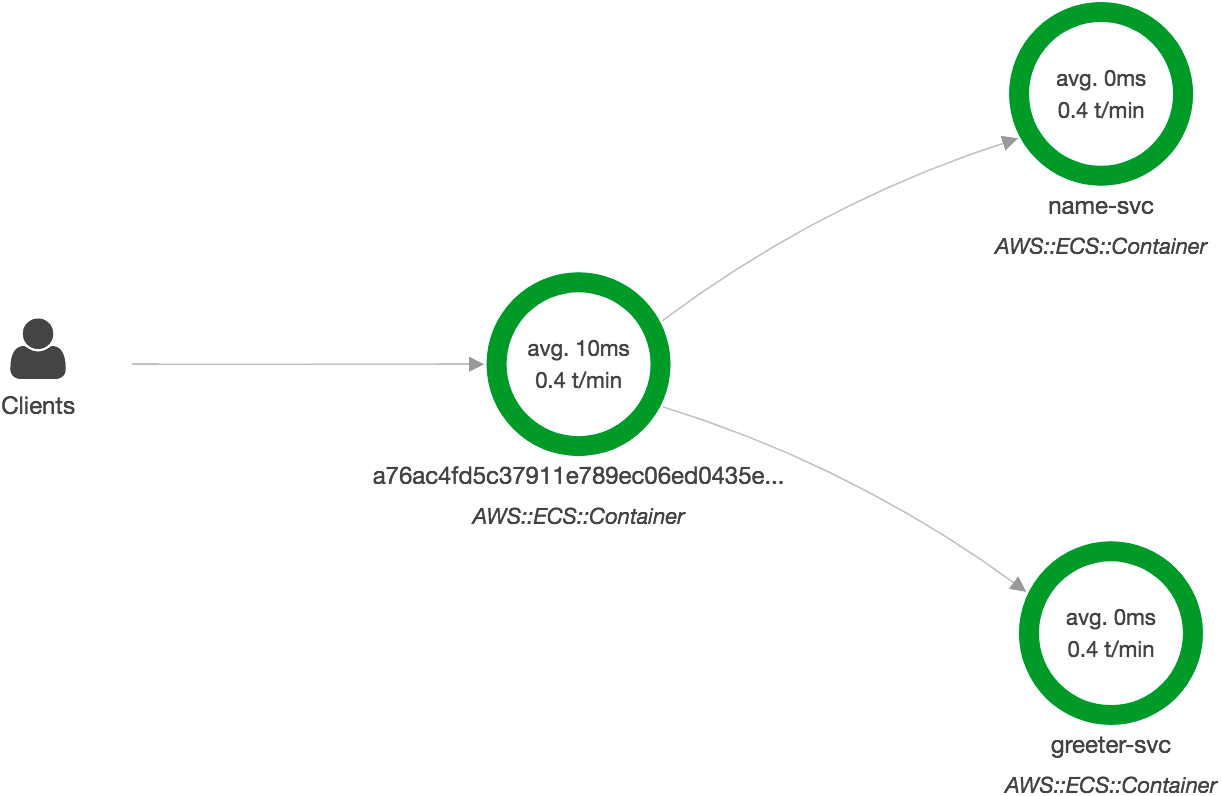 Clients
avg. 10ms
0.4 t/min
a76ac4fd5c37911e789ec06ed0435e...
AWS::ECS::Container
avg. 0ms
0.4 t/min
name-svc
AWS::ECS::Container
avg. 0ms
0.4 t/min
greeter-svc
AWS::ECS::Container